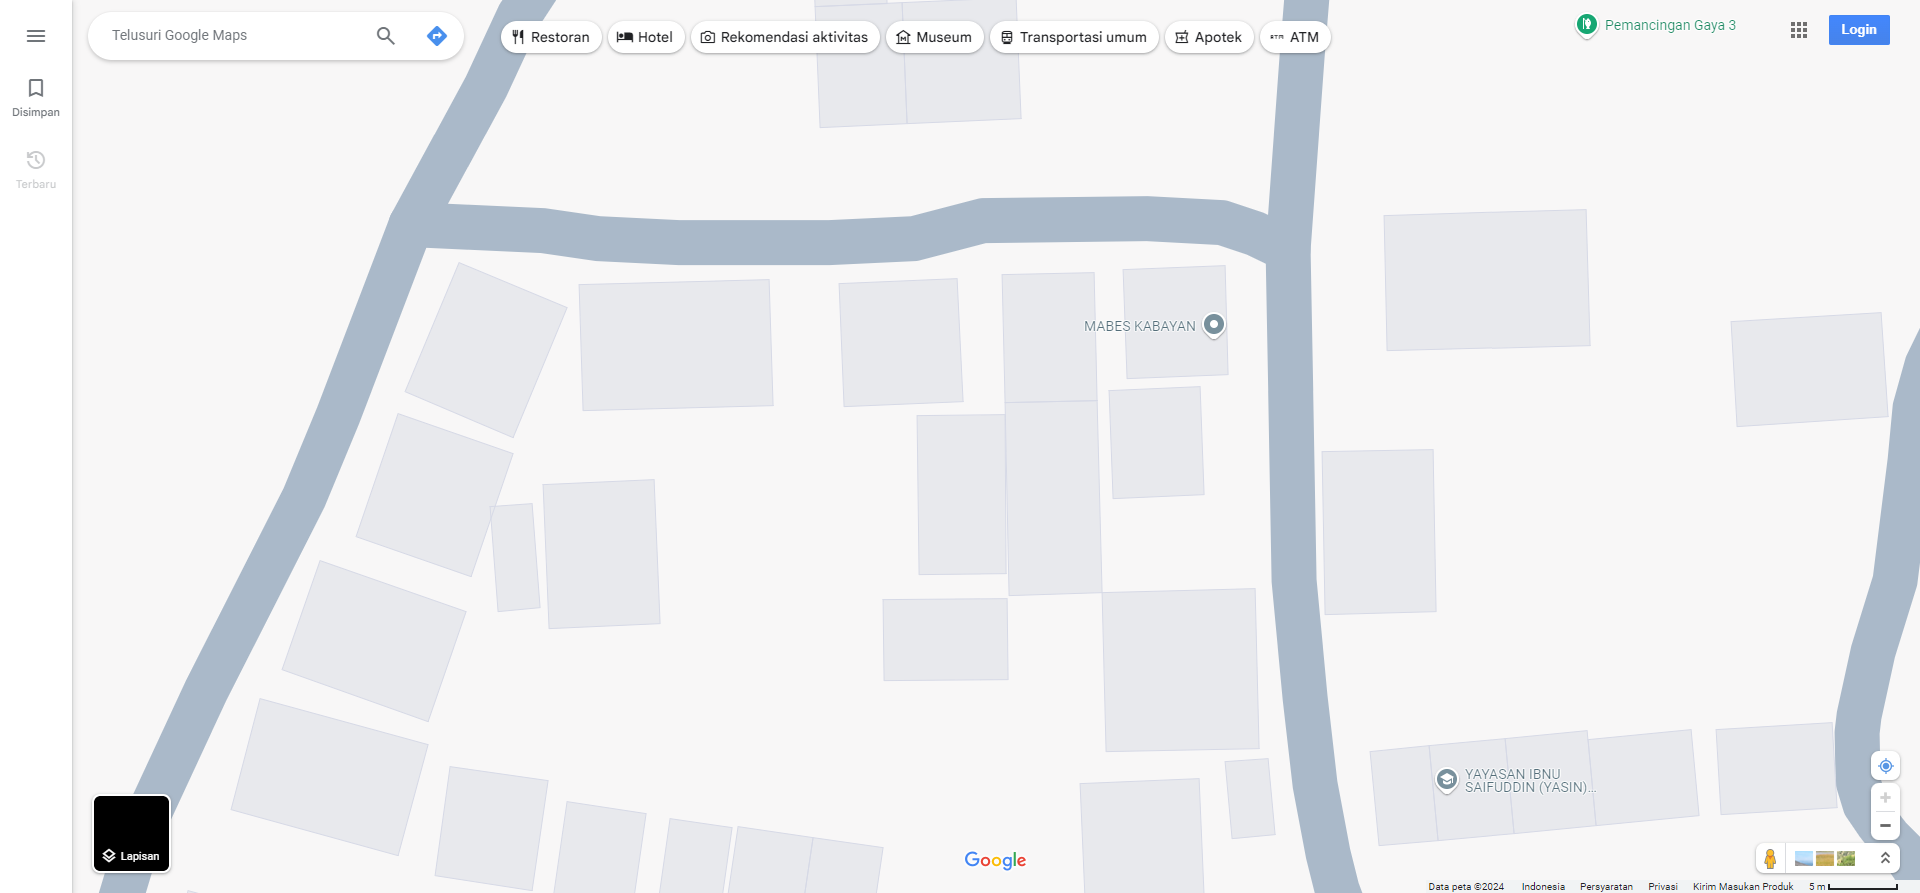 Telusuri Google Maps
Restoran
Hotel
Rekomendasi aktivitas
Museum
Transportasi umum
Apotek
ATM
Pemancingan Gaya 3
Login
Disimpan
Terbaru
MABES KABAYAN
YAYASAN IBNU
SAIFUDDIN (YASIN)...
Lapisan
Google
Data peta ©2024
Indonesia
Persyaratan
Privasi
Kirim Masukan Produk
5 m